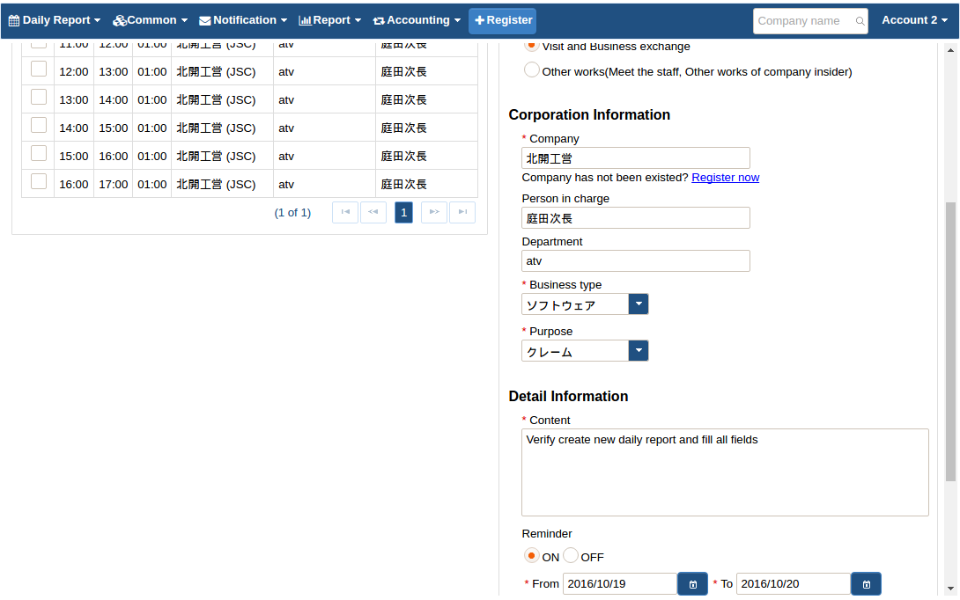 Daily Report Common Notification Report Accounting Register Company name Account 2
11:00 12:00 01:00 北開工営 (JSC) atv 庭田次長
12:00 13:00 01:00 北開工営 (JSC) atv 庭田次長
13:00 14:00 01:00 北開工営 (JSC) atv 庭田次長
14:00 15:00 01:00 北開工営 (JSC) atv 庭田次長
15:00 16:00 01:00 北開工営 (JSC) atv 庭田次長
16:00 17:00 01:00 北開工営 (JSC) atv 庭田次長
(1 of 1) 1
Visit and Business exchange
Other works(Meet the staff, Other works of company insider)
Corporation Information
* Company
北開工営
Company has not been existed? Register now
Person in charge
庭田次長
Department
atv
* Business type
ソフトウェア
* Purpose
クレーム
Detail Information
* Content
Verify create new daily report and fill all fields
Reminder
ON OFF
* From 2016/10/19 * To 2016/10/20